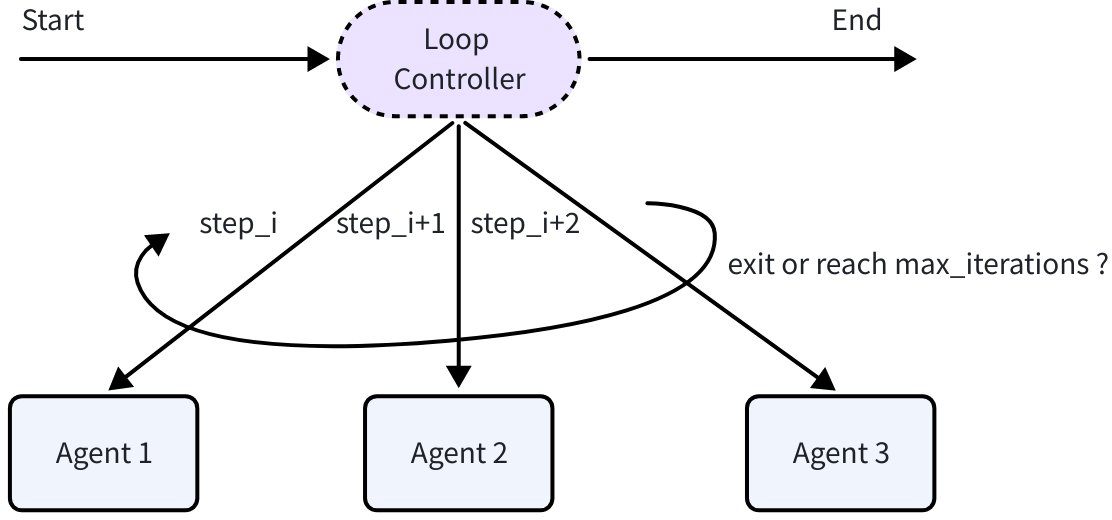 Start
Loop
Controller
End
step_i
step_i+1
step_i+2
exit or reach max_iterations ?
Agent 1
Agent 2
Agent 3